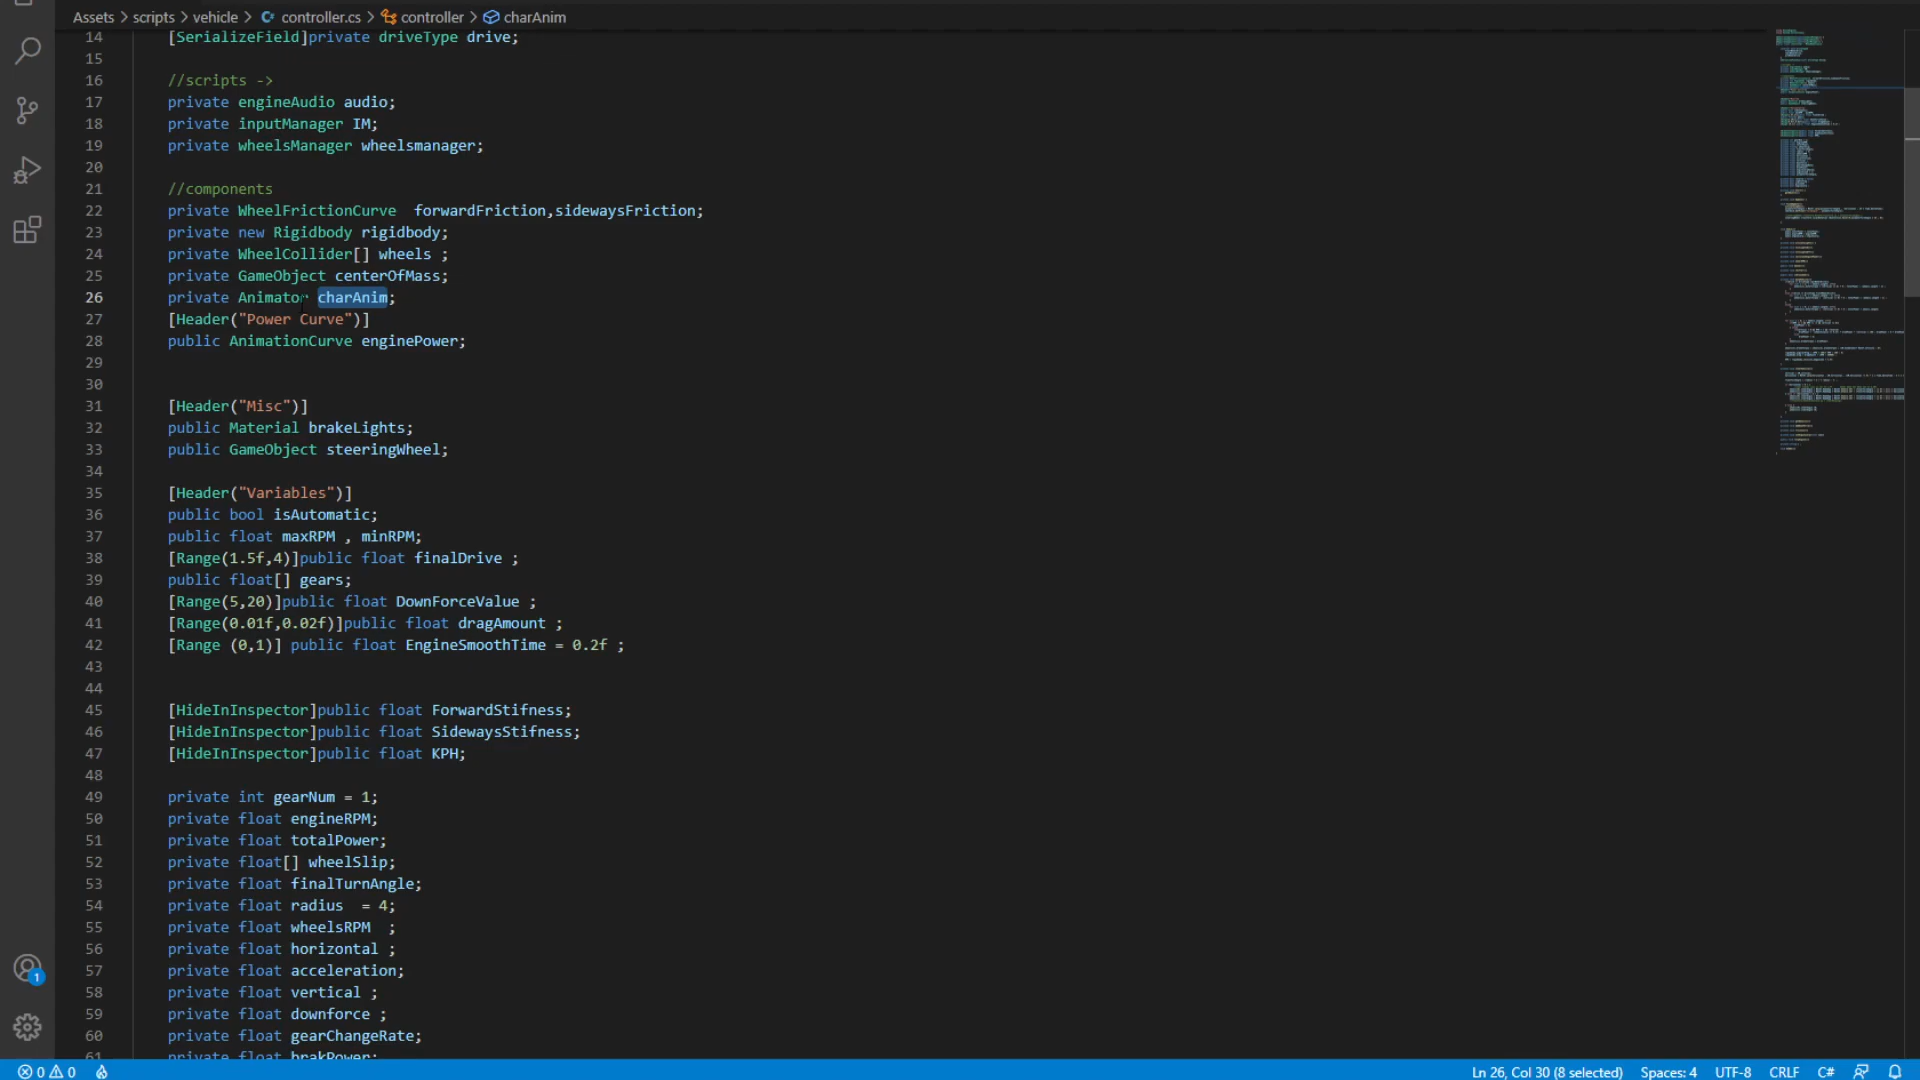 Assets > scripts > vehicle > controller.cs > controller > charAnim
14 [SerializeField]private driveType drive;
15
16 //scripts ->
17 private engineAudio audio;
18 private inputManager IM;
19 private wheelsManager wheelsmanager;
20
21 //components
22 private WheelFrictionCurve  forwardFriction,sidewaysFriction;
23 private new Rigidbody rigidbody;
24 private WheelCollider[] wheels ;
25 private GameObject centerOfMass;
26 private Animator charAnim;
27 [Header("Power Curve")]
28 public AnimationCurve enginePower;
29
30
31 [Header("Misc")]
32 public Material brakeLights;
33 public GameObject steeringWheel;
34
35 [Header("Variables")]
36 public bool isAutomatic;
37 public float maxRPM , minRPM;
38 [Range(1.5f,4)]public float finalDrive ;
39 public float[] gears;
40 [Range(5,20)]public float DownForceValue ;
41 [Range(0.01f,0.02f)]public float dragAmount ;
42 [Range (0,1)] public float EngineSmoothTime = 0.2f ;
43
44
45 [HideInInspector]public float ForwardStifness;
46 [HideInInspector]public float SidewaysStifness;
47 [HideInInspector]public float KPH;
48
49 private int gearNum = 1;
50 private float engineRPM;
51 private float totalPower;
52 private float[] wheelSlip;
53 private float finalTurnAngle;
54 private float radius  = 4;
55 private float wheelsRPM  ;
56 private float horizontal ;
57 private float acceleration;
58 private float vertical ;
59 private float downforce ;
60 private float gearChangeRate;
61 private float brakPower;
1
0 0 Ln 26, Col 30 (8 selected) Spaces: 4 UTF-8 CRLF C#